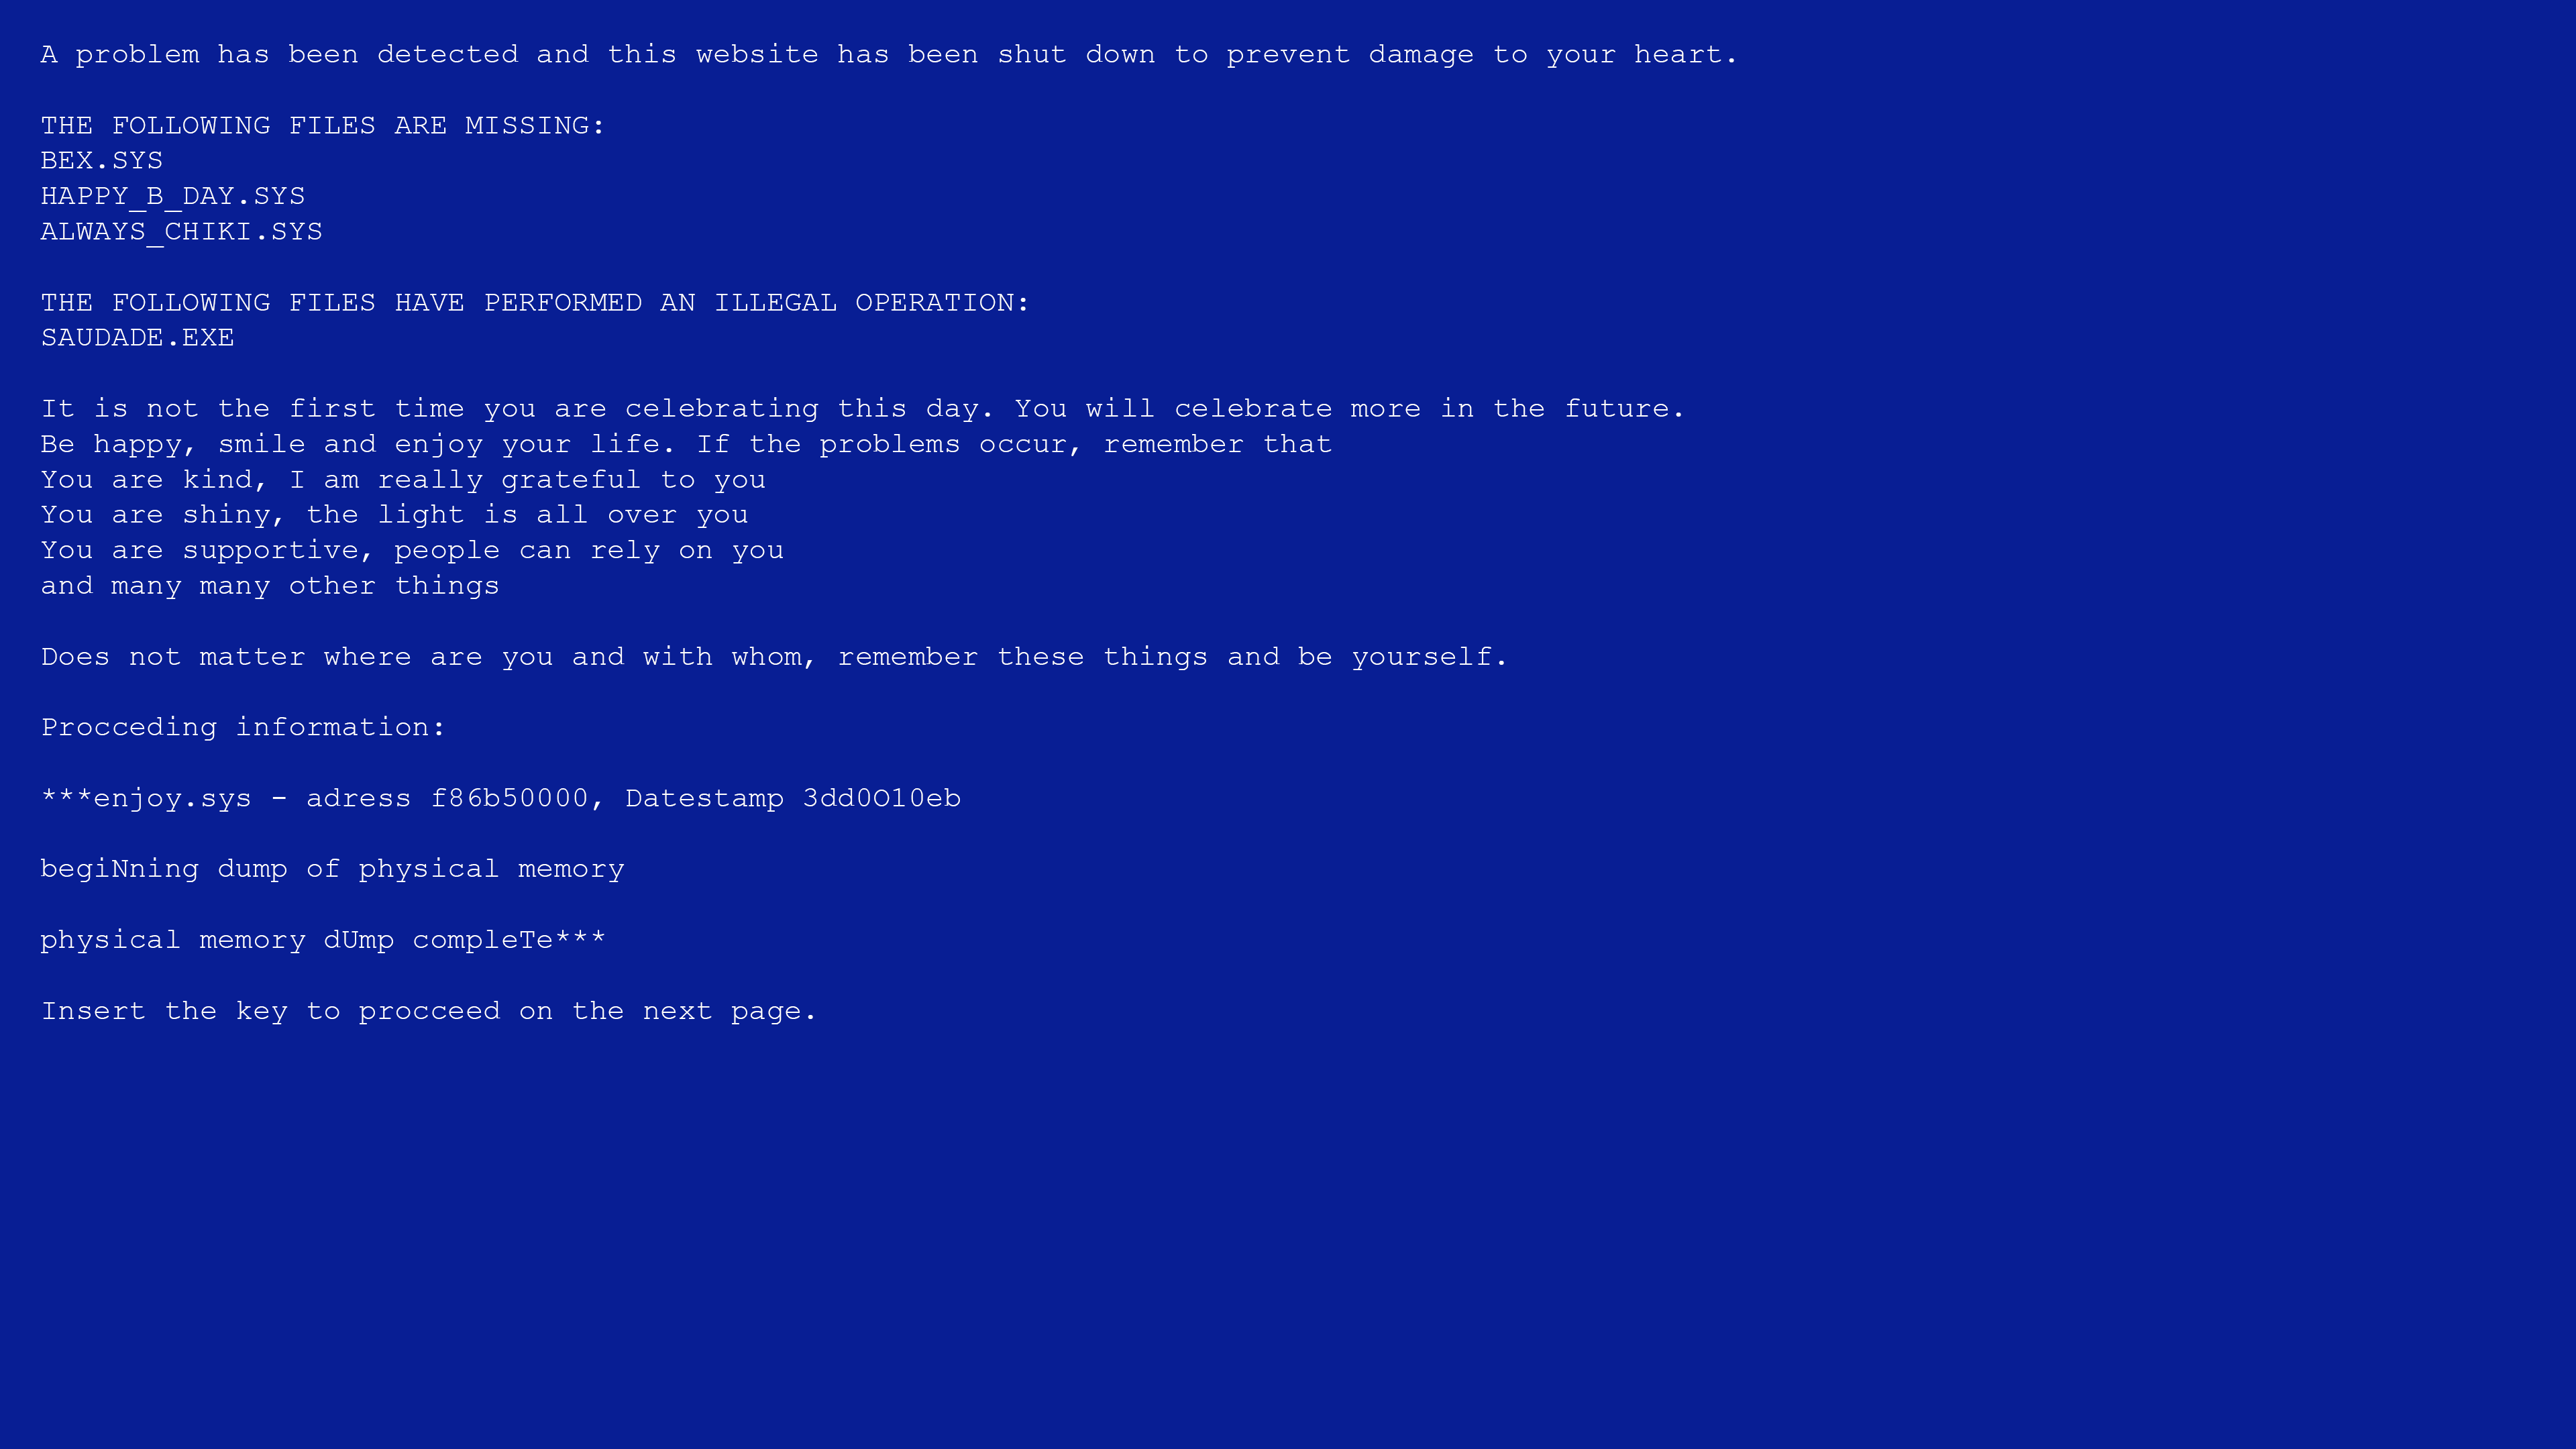 A problem has been detected and this website has been shut down to prevent damage to your heart.
THE FOLLOWING FILES ARE MISSING:
BEX.SYS
HAPPY_B_DAY.SYS
ALWAYS_CHIKI.SYS
THE FOLLOWING FILES HAVE PERFORMED AN ILLEGAL OPERATION:
SAUDADE.EXE
It is not the first time you are celebrating this day. You will celebrate more in the future.
Be happy, smile and enjoy your life. If the problems occur, remember that
You are kind, I am really grateful to you
You are shiny, the light is all over you
You are supportive, people can rely on you
and many many other things
Does not matter where are you and with whom, remember these things and be yourself.
Procceding information:
***enjoy.sys - adress f86b50000, Datestamp 3dd0O10eb
begiNning dump of physical memory
physical memory dUmp compleTe***
Insert the key to procceed on the next page.